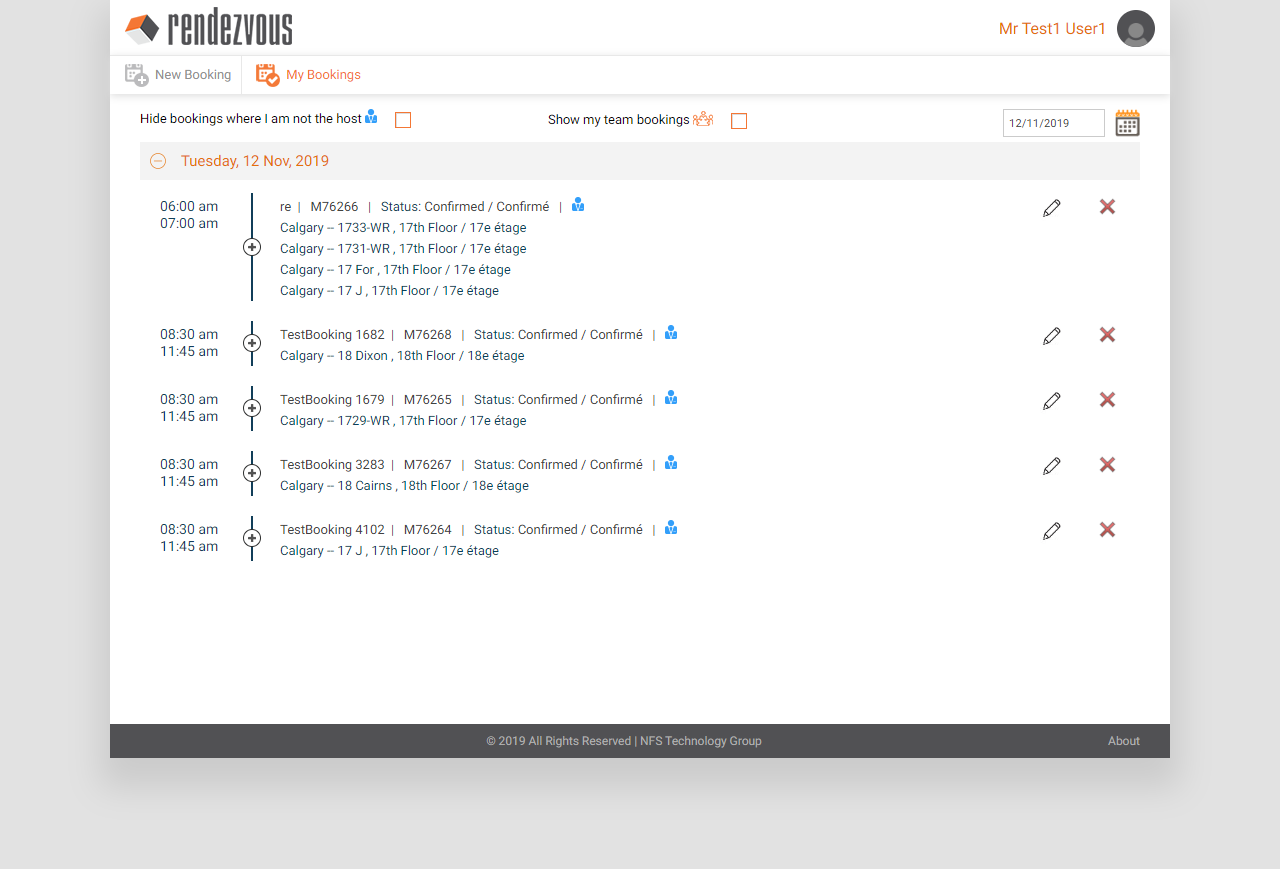 rendezvous
Mr Test1 User1
New Booking
My Bookings
Hide bookings where I am not the host
Show my team bookings
12/11/2019
Tuesday, 12 Nov, 2019
06:00 am
07:00 am
re | M76266 | Status: Confirmed / Confirmé |
Calgary -- 1733-WR , 17th Floor / 17e étage
Calgary -- 1731-WR , 17th Floor / 17e étage
Calgary -- 17 For , 17th Floor / 17e étage
Calgary -- 17 J , 17th Floor / 17e étage
08:30 am
11:45 am
TestBooking 1682 | M76268 | Status: Confirmed / Confirmé |
Calgary -- 18 Dixon , 18th Floor / 18e étage
08:30 am
11:45 am
TestBooking 1679 | M76265 | Status: Confirmed / Confirmé |
Calgary -- 1729-WR , 17th Floor / 17e étage
08:30 am
11:45 am
TestBooking 3283 | M76267 | Status: Confirmed / Confirmé |
Calgary -- 18 Cairns , 18th Floor / 18e étage
08:30 am
11:45 am
TestBooking 4102 | M76264 | Status: Confirmed / Confirmé |
Calgary -- 17 J , 17th Floor / 17e étage
© 2019 All Rights Reserved | NFS Technology Group
About